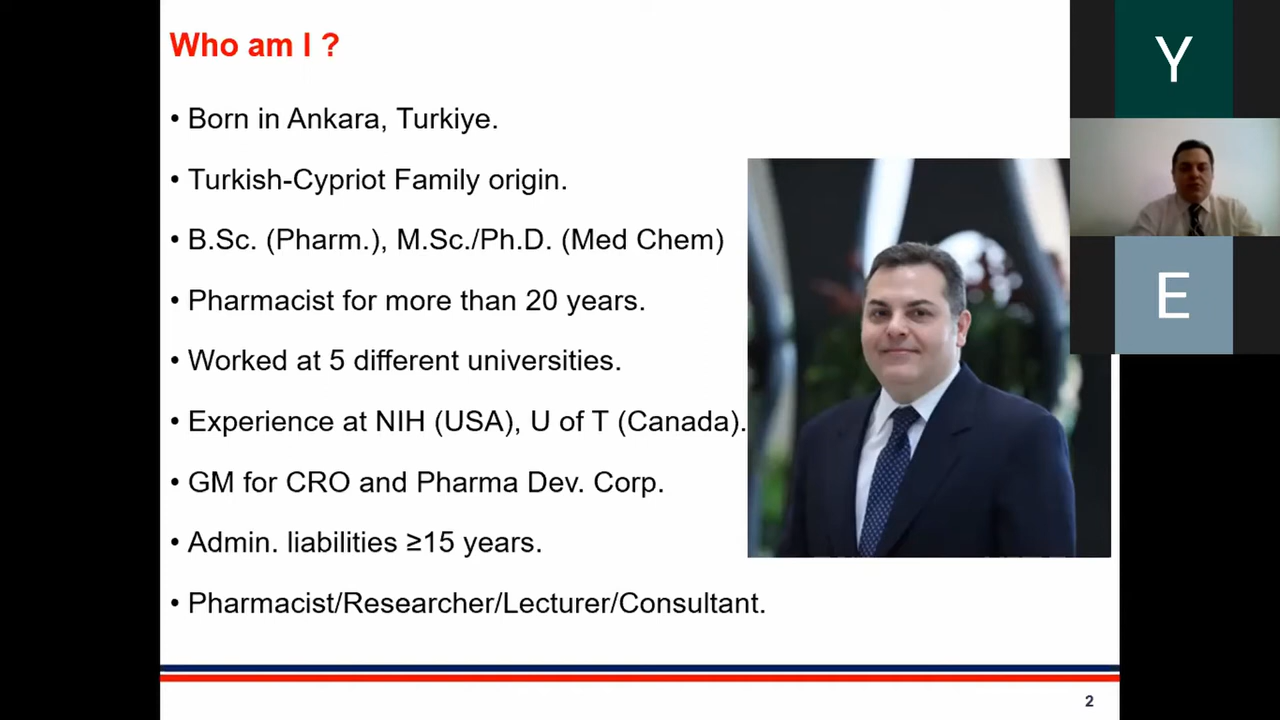 Who am I ?
• Born in Ankara, Turkiye.
• Turkish-Cypriot Family origin.
• B.Sc. (Pharm.), M.Sc./Ph.D. (Med Chem)
• Pharmacist for more than 20 years.
• Worked at 5 different universities.
• Experience at NIH (USA), U of T (Canada).
• GM for CRO and Pharma Dev. Corp.
• Admin. liabilities ≥15 years.
• Pharmacist/Researcher/Lecturer/Consultant.
2
Y
E